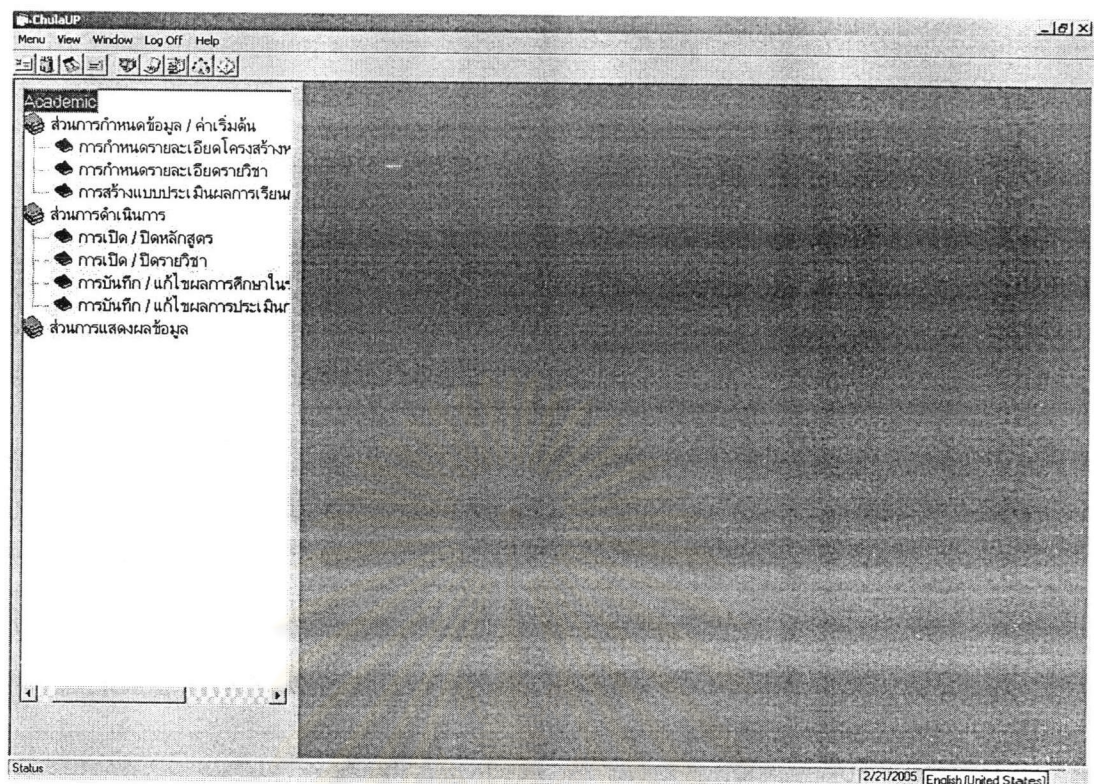 ChulaUP
Menu View Window Log Off Help
Academic
ส่วนการกำหนดข้อมูล / ค่าเริ่มต้น
การกำหนดรายละเอียดโครงสร้างห
การกำหนดรายละเอียดรายวิชา
การสร้างแบบประเมินผลการเรียนก
ส่วนการดำเนินการ
การเปิด / ปิดหลักสูตร
การเปิด / ปิดรายวิชา
การบันทึก / แก้ไขผลการศึกษาในร
การบันทึก / แก้ไขผลการประเมินก
ส่วนการแสดงผลข้อมูล
Status 2/21/2005 English (United States)